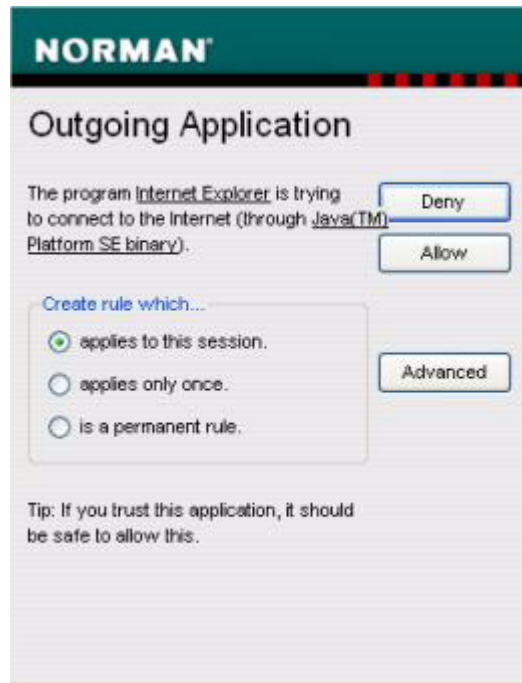 NORMAN
Outgoing Application
The program Internet Explorer is trying
to connect to the Internet (through Java(TM)
Platform SE binary).
Deny
Allow
Create rule which...
applies to this session.
applies only once.
is a permanent rule.
Advanced
Tip: If you trust this application, it should
be safe to allow this.